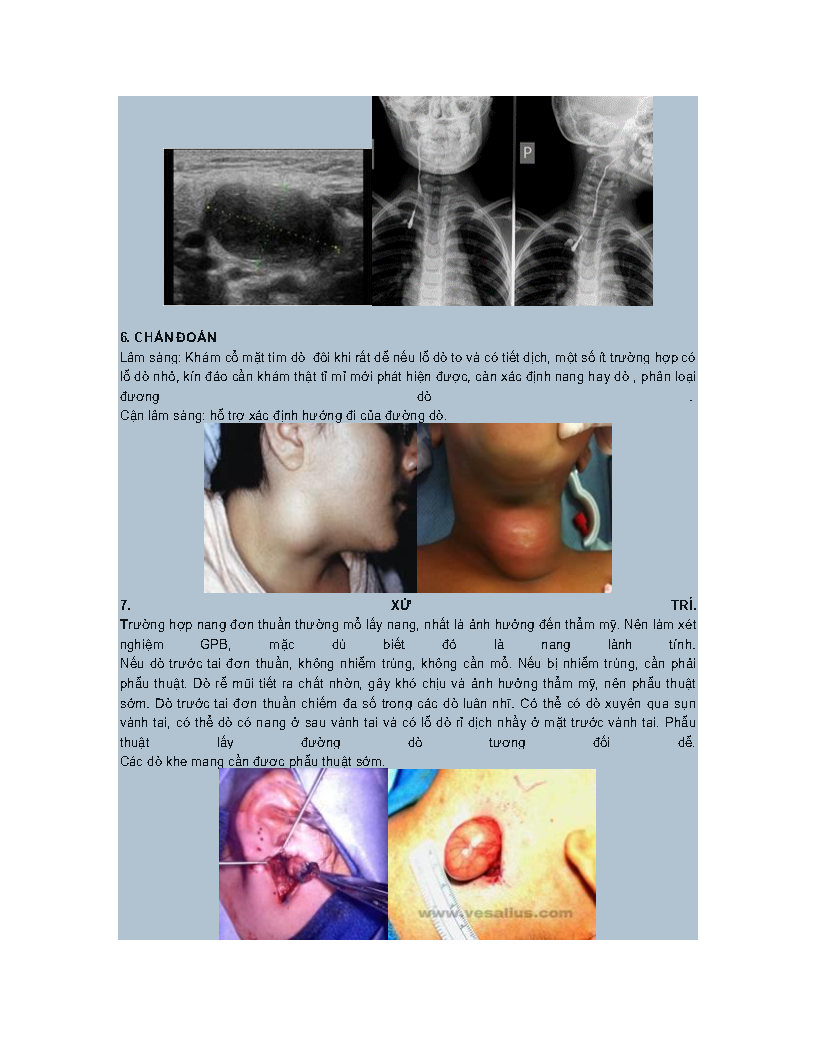 P
6. CHẨN ĐOÁN
Lâm sàng: Khám cổ mặt tìm dò đôi khi rất dễ nếu lỗ dò to và có tiết dịch, một số ít trường hợp có
lỗ dò nhỏ, kín đáo cần khám thật tỉ mỉ mới phát hiện được, cần xác định nang hay dò , phân loại
đương dò .
Cận lâm sàng: hỗ trợ xác định hướng đi của đường dò.
7. XỬ TRÍ.
Trường hợp nang đơn thuần thường mổ lấy nang, nhất là ảnh hưởng đến thẩm mỹ. Nên làm xét
nghiệm GPB, mặc dù biết đó là nang lành tính.
Nếu dò trước tai đơn thuần, không nhiễm trùng, không cần mổ. Nếu bị nhiễm trùng, cần phải
phẫu thuật. Dò rễ mũi tiết ra chất nhờn, gây khó chịu và ảnh hưởng thẩm mỹ, nên phẫu thuật
sớm. Dò trước tai đơn thuần chiếm đa số trong các dò luân nhĩ. Có thể có dò xuyên qua sụn
vành tai, có thể dò có nang ở sau vành tai và có lỗ dò rỉ dịch nhầy ở mặt trước vành tai. Phẫu
thuật lấy đường dò tương đối dễ.
Các dò khe mang cần được phẫu thuật sớm.
www.vesalius.com